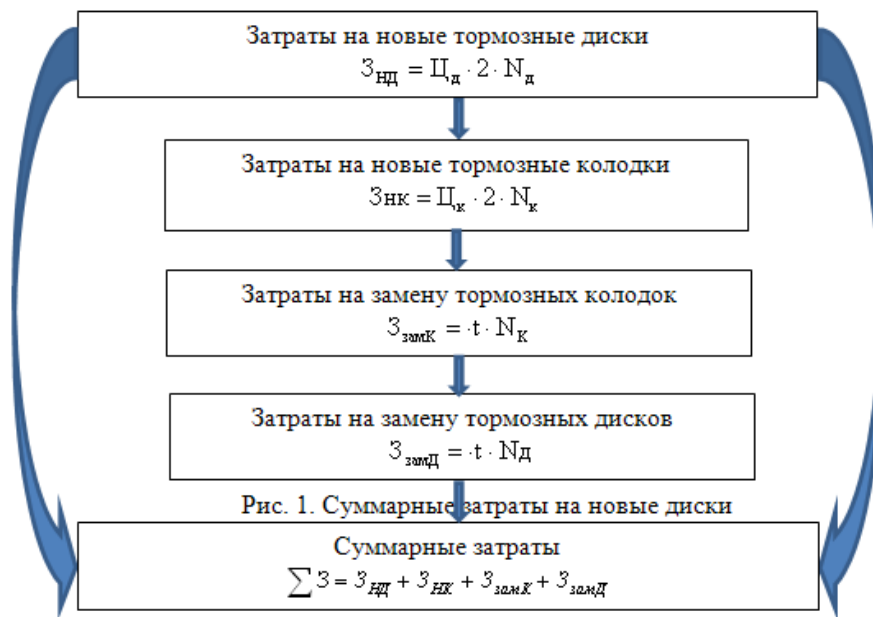 Затраты на новые тормозные диски
З_НД = Ц_д · 2 · N_д
Затраты на новые тормозные колодки
Знк = Ц_к · 2 · N_к
Затраты на замену тормозных колодок
З_замК = ·t · N_К
Затраты на замену тормозных дисков
З_замД = ·t · Nд
Рис. 1. Суммарные затраты на новые диски
Суммарные затраты
∑ З = З_НД + З_НК + З_замК + З_замД